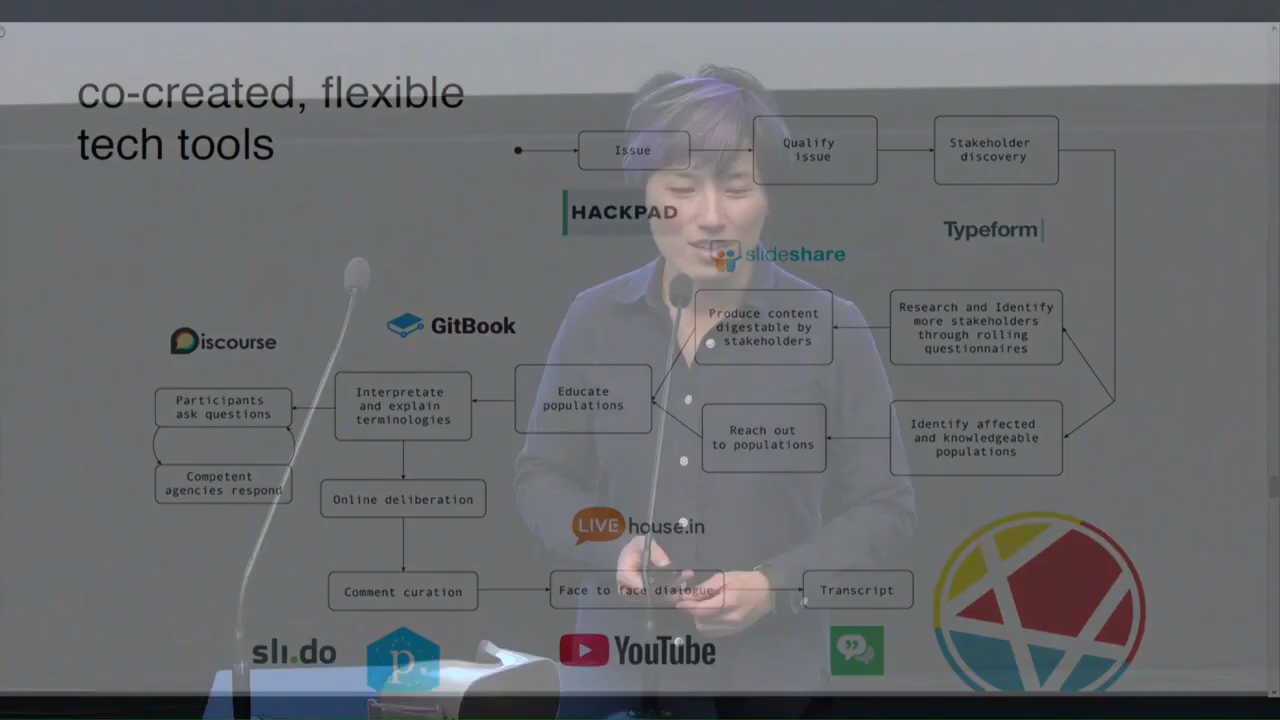 co-created, flexible
tech tools
Issue
Qualify
issue
Stakeholder
discovery
HACKPAD
slideshare
Typeform
Research and Identify
more stakeholders
through rolling
questionnaires
Produce content
digestable by
stakeholders
Identify affected
and knowledgeable
populations
Reach out
to populations
Educate
populations
GitBook
Interpretate
and explain
terminologies
Discourse
Participants
ask questions
Competent
agencies respond
Online deliberation
Comment curation
LIVE house.in
Face to face dialogue
Transcript
sli.do
p.
YouTube